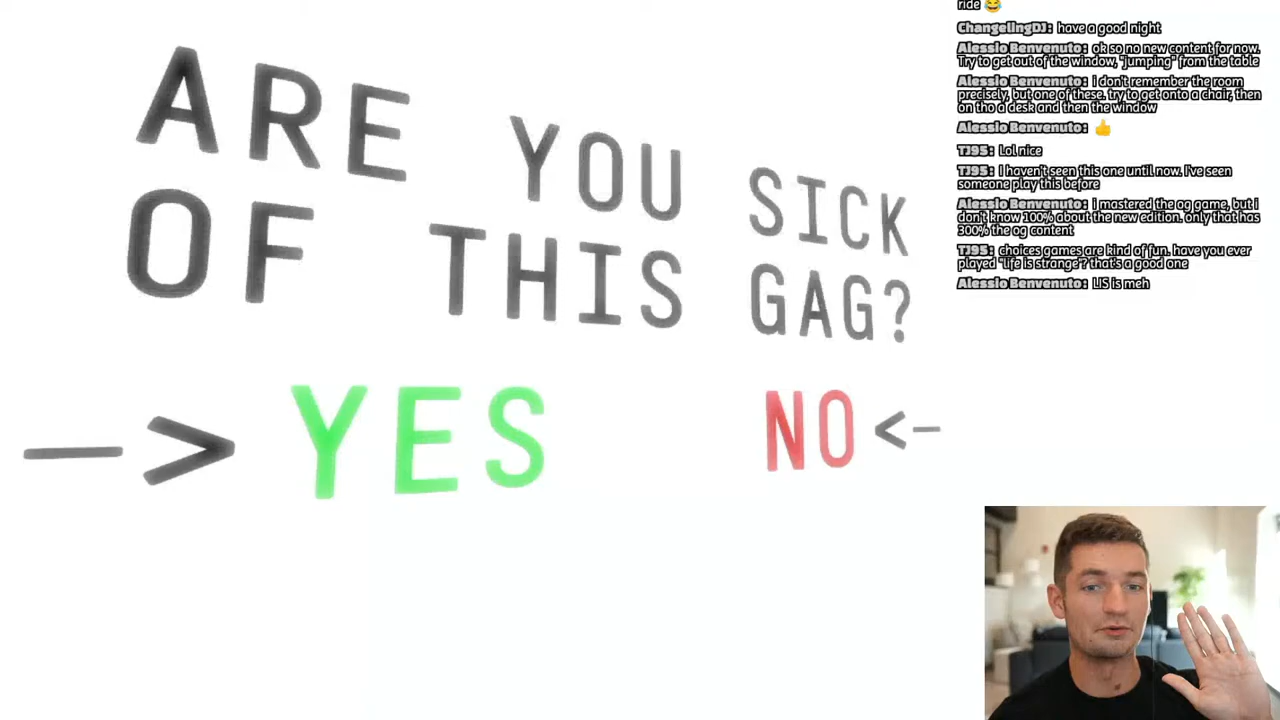 ARE YOU SICK
OF THIS GAG?
—> YES NO <—
ride 😂
ChangelingDJ: have a good night
Alessio Benvenuto: ok so no new content for now.
Try to get out of the window, "jumping" from the table
Alessio Benvenuto: i don't remember the room
precisely, but one of these. try to get onto a chair, then
on tho a desk and then the window
Alessio Benvenuto: 👍
TJ95: Lol nice
TJ95: I haven't seen this one until now. I've seen
someone play this before
Alessio Benvenuto: I mastered the og game, but i
don't know 100% about the new edition. only that has
300% the og content
TJ95: choices games are kind of fun. have you ever
played "life is strange"? that's a good one
Alessio Benvenuto: LIS is meh